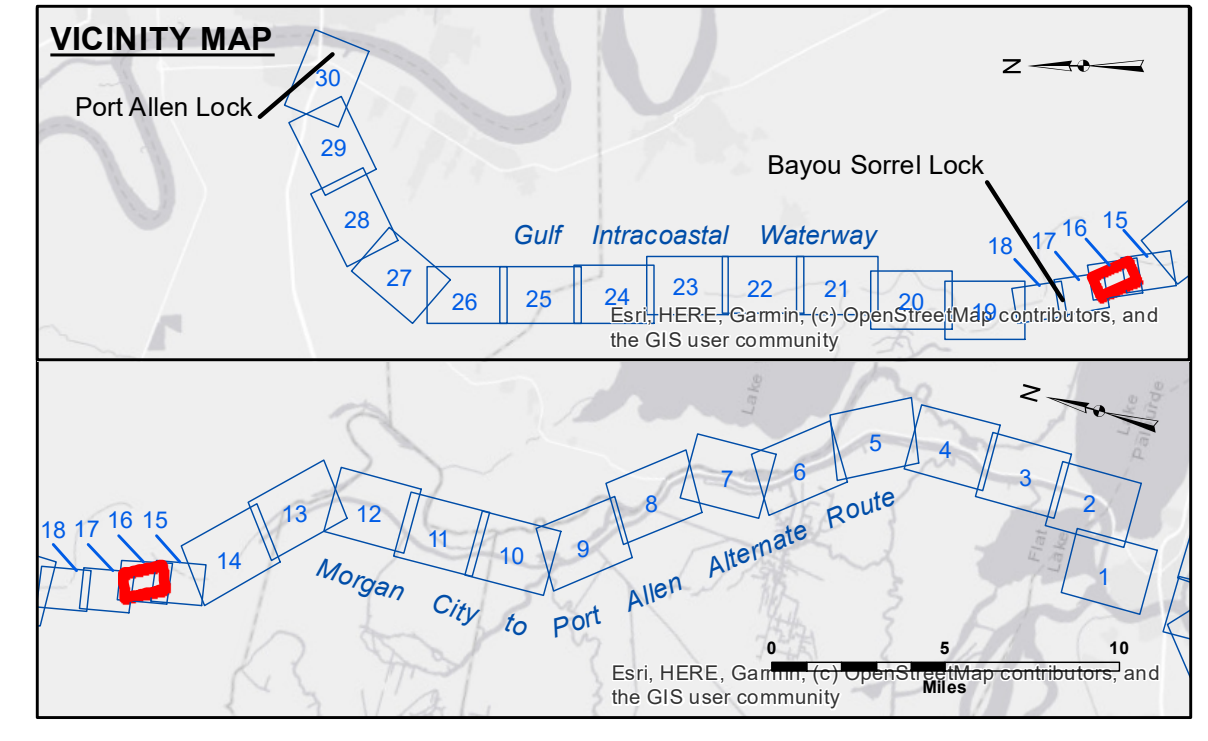 VICINITY MAP
N
30
Port Allen Lock
29
Bayou Sorrel Lock
28
Gulf Intracoastal Waterway
18 17 16 15
27
26 25 24 23 22 21 20 19
Esri, HERE, Garmin, (c) OpenStreetMap contributors, and
the GIS user community
N
Lake
Lake
Palourde
5
4
13 12 7 6 3
8 2
18 17 16 15
11
14 10 9
Flat
Lake
1
Morgan City to Port Allen Alternate Route
0 5 10
Miles
Esri, HERE, Garmin, (c) OpenStreetMap contributors, and
the GIS user community